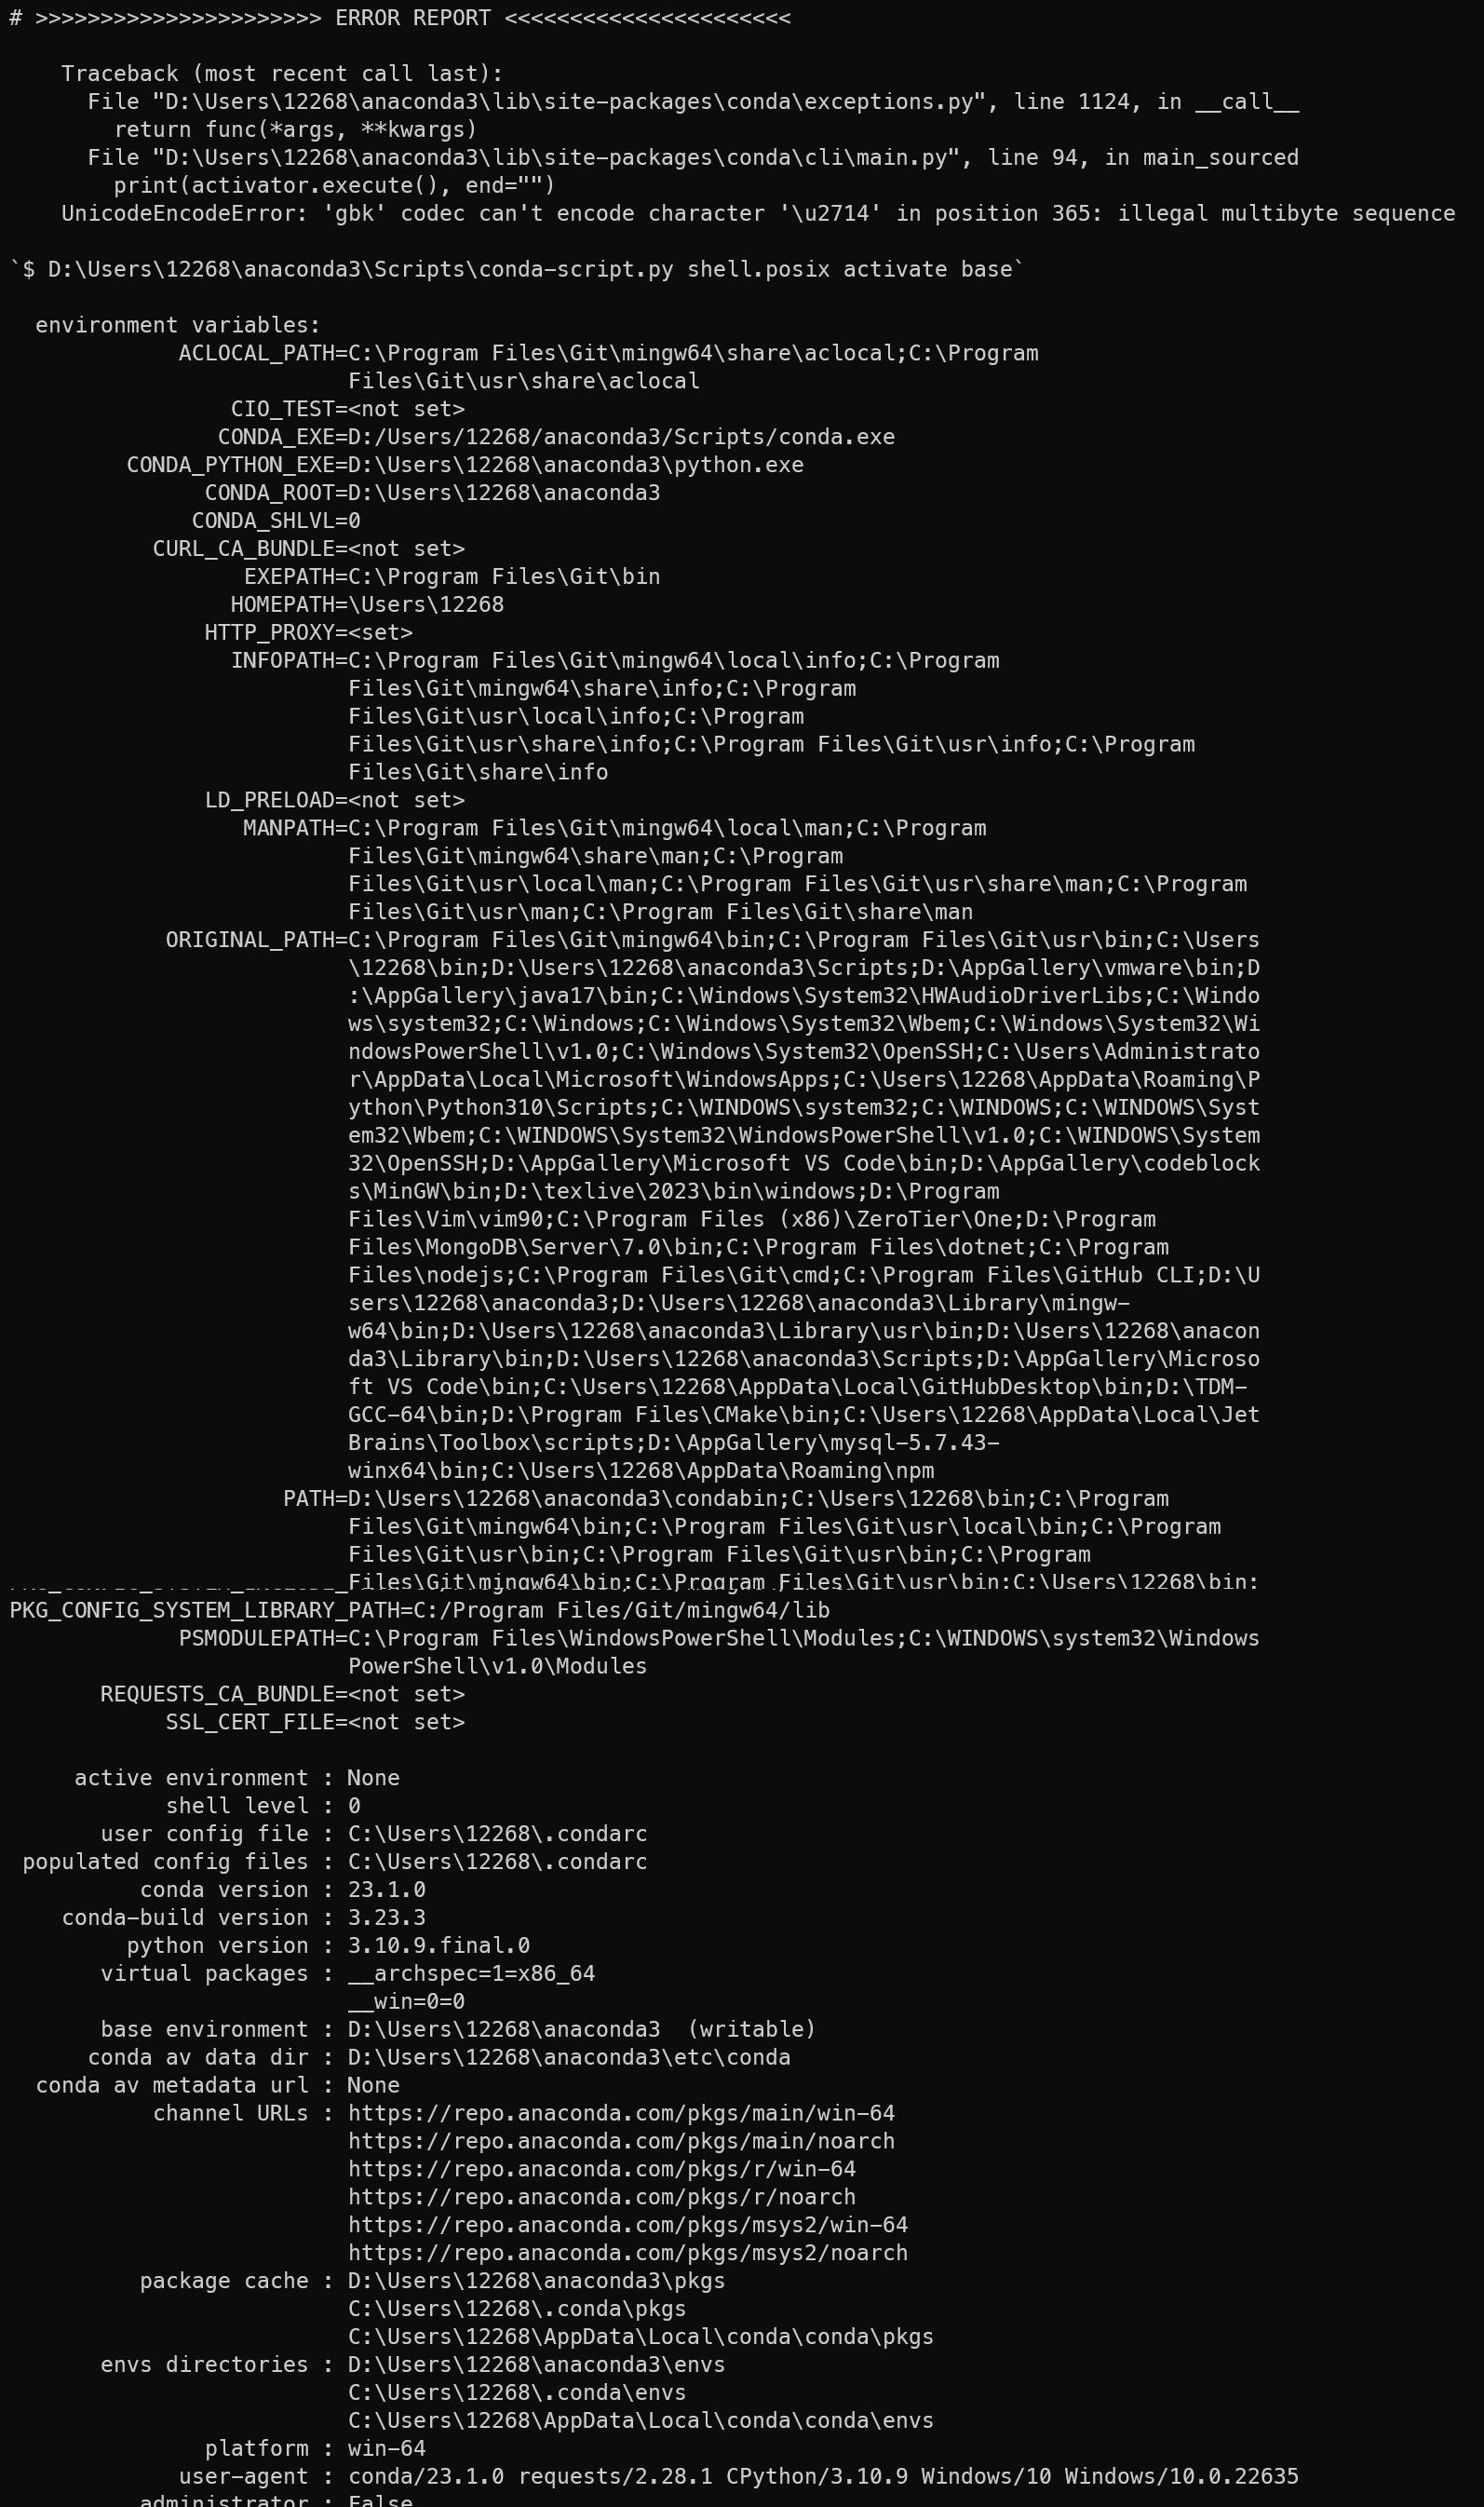 # >>>>>>>>>>>>>>>>>>>>>> ERROR REPORT <<<<<<<<<<<<<<<<<<<<<<
Traceback (most recent call last):
File "D:\Users\12268\anaconda3\lib\site-packages\conda\exceptions.py", line 1124, in __call__
return func(*args, **kwargs)
File "D:\Users\12268\anaconda3\lib\site-packages\conda\cli\main.py", line 94, in main_sourced
print(activator.execute(), end="")
UnicodeEncodeError: 'gbk' codec can't encode character '\u2714' in position 365: illegal multibyte sequence
`$ D:\Users\12268\anaconda3\Scripts\conda-script.py shell.posix activate base`
environment variables:
ACLOCAL_PATH=C:\Program Files\Git\mingw64\share\aclocal;C:\Program
Files\Git\usr\share\aclocal
CIO_TEST=<not set>
CONDA_EXE=D:/Users/12268/anaconda3/Scripts/conda.exe
CONDA_PYTHON_EXE=D:\Users\12268\anaconda3\python.exe
CONDA_ROOT=D:\Users\12268\anaconda3
CONDA_SHLVL=0
CURL_CA_BUNDLE=<not set>
EXEPATH=C:\Program Files\Git\bin
HOMEPATH=\Users\12268
HTTP_PROXY=<set>
INFOPATH=C:\Program Files\Git\mingw64\local\info;C:\Program
Files\Git\mingw64\share\info;C:\Program
Files\Git\usr\local\info;C:\Program
Files\Git\usr\share\info;C:\Program Files\Git\usr\info;C:\Program
Files\Git\share\info
LD_PRELOAD=<not set>
MANPATH=C:\Program Files\Git\mingw64\local\man;C:\Program
Files\Git\mingw64\share\man;C:\Program
Files\Git\usr\local\man;C:\Program Files\Git\usr\share\man;C:\Program
Files\Git\usr\man;C:\Program Files\Git\share\man
ORIGINAL_PATH=C:\Program Files\Git\mingw64\bin;C:\Program Files\Git\usr\bin;C:\Users
\12268\bin;D:\Users\12268\anaconda3\Scripts;D:\AppGallery\vmware\bin;D
:\AppGallery\java17\bin;C:\Windows\System32\HWAudioDriverLibs;C:\Windo
ws\system32;C:\Windows;C:\Windows\System32\Wbem;C:\Windows\System32\Wi
ndowsPowerShell\v1.0;C:\Windows\System32\OpenSSH;C:\Users\Administrato
r\AppData\Local\Microsoft\WindowsApps;C:\Users\12268\AppData\Roaming\P
ython\Python310\Scripts;C:\WINDOWS\system32;C:\WINDOWS;C:\WINDOWS\Syst
em32\Wbem;C:\WINDOWS\System32\WindowsPowerShell\v1.0;C:\WINDOWS\System
32\OpenSSH;D:\AppGallery\Microsoft VS Code\bin;D:\AppGallery\codeblock
s\MinGW\bin;D:\texlive\2023\bin\windows;D:\Program
Files\Vim\vim90;C:\Program Files (x86)\ZeroTier\One;D:\Program
Files\MongoDB\Server\7.0\bin;C:\Program Files\dotnet;C:\Program
Files\nodejs;C:\Program Files\Git\cmd;C:\Program Files\GitHub CLI;D:\U
sers\12268\anaconda3;D:\Users\12268\anaconda3\Library\mingw-
w64\bin;D:\Users\12268\anaconda3\Library\usr\bin;D:\Users\12268\anacon
da3\Library\bin;D:\Users\12268\anaconda3\Scripts;D:\AppGallery\Microso
ft VS Code\bin;C:\Users\12268\AppData\Local\GitHubDesktop\bin;D:\TDM-
GCC-64\bin;D:\Program Files\CMake\bin;C:\Users\12268\AppData\Local\Jet
Brains\Toolbox\scripts;D:\AppGallery\mysql-5.7.43-
winx64\bin;C:\Users\12268\AppData\Roaming\npm
PATH=D:\Users\12268\anaconda3\condabin;C:\Users\12268\bin;C:\Program
Files\Git\mingw64\bin;C:\Program Files\Git\usr\local\bin;C:\Program
Files\Git\usr\bin;C:\Program Files\Git\usr\bin;C:\Program
Files\Git\mingw64\bin;C:\Program Files\Git\usr\bin;C:\Users\12268\bin;
PKG_CONFIG_SYSTEM_LIBRARY_PATH=C:/Program Files/Git/mingw64/lib
PSMODULEPATH=C:\Program Files\WindowsPowerShell\Modules;C:\WINDOWS\system32\Windows
PowerShell\v1.0\Modules
REQUESTS_CA_BUNDLE=<not set>
SSL_CERT_FILE=<not set>
active environment : None
shell level : 0
user config file : C:\Users\12268\.condarc
populated config files : C:\Users\12268\.condarc
conda version : 23.1.0
conda-build version : 3.23.3
python version : 3.10.9.final.0
virtual packages : __archspec=1=x86_64
__win=0=0
base environment : D:\Users\12268\anaconda3  (writable)
conda av data dir : D:\Users\12268\anaconda3\etc\conda
conda av metadata url : None
channel URLs : https://repo.anaconda.com/pkgs/main/win-64
https://repo.anaconda.com/pkgs/main/noarch
https://repo.anaconda.com/pkgs/r/win-64
https://repo.anaconda.com/pkgs/r/noarch
https://repo.anaconda.com/pkgs/msys2/win-64
https://repo.anaconda.com/pkgs/msys2/noarch
package cache : D:\Users\12268\anaconda3\pkgs
C:\Users\12268\.conda\pkgs
C:\Users\12268\AppData\Local\conda\conda\pkgs
envs directories : D:\Users\12268\anaconda3\envs
C:\Users\12268\.conda\envs
C:\Users\12268\AppData\Local\conda\conda\envs
platform : win-64
user-agent : conda/23.1.0 requests/2.28.1 CPython/3.10.9 Windows/10 Windows/10.0.22635
administrator : False